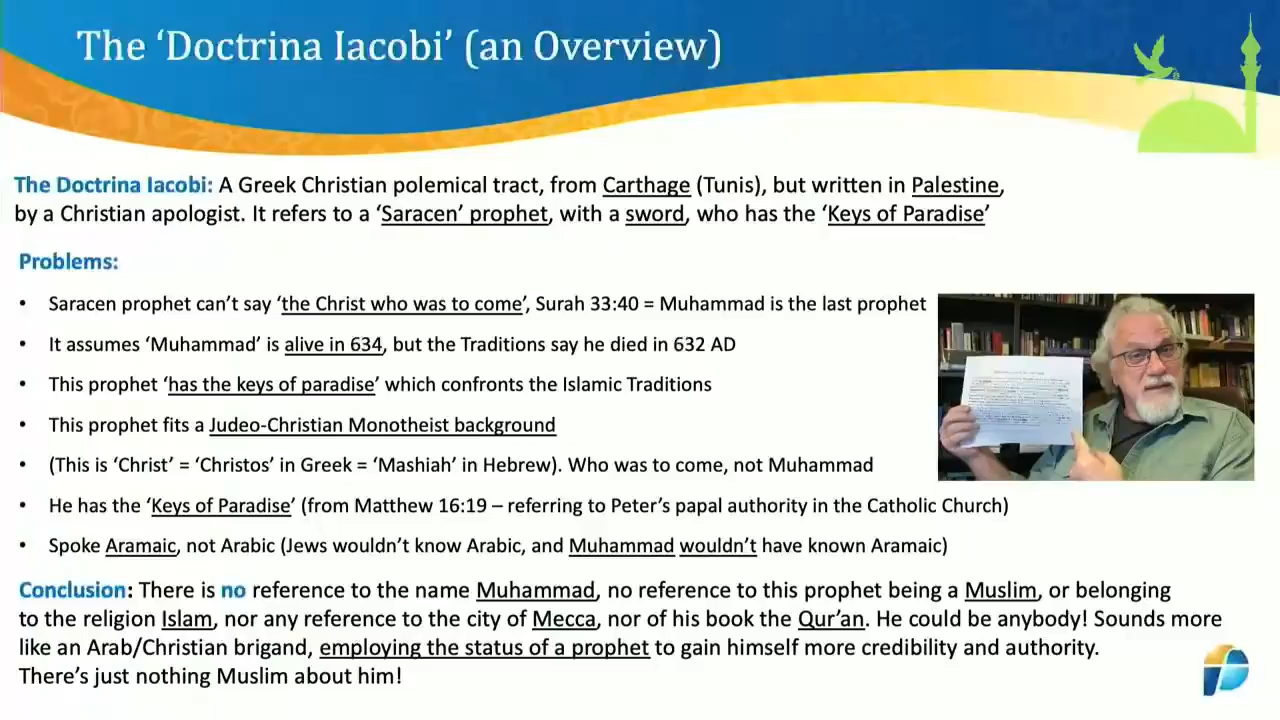 The ‘Doctrina Iacobi’ (an Overview)
The Doctrina Iacobi: A Greek Christian polemical tract, from Carthage (Tunis), but written in Palestine,
by a Christian apologist. It refers to a ‘Saracen’ prophet, with a sword, who has the ‘Keys of Paradise’
Problems:
• Saracen prophet can’t say ‘the Christ who was to come’, Surah 33:40 = Muhammad is the last prophet
• It assumes ‘Muhammad’ is alive in 634, but the Traditions say he died in 632 AD
• This prophet ‘has the keys of paradise’ which confronts the Islamic Traditions
• This prophet fits a Judeo-Christian Monotheist background
• (This is ‘Christ’ = ‘Christos’ in Greek = ‘Mashiah’ in Hebrew). Who was to come, not Muhammad
• He has the ‘Keys of Paradise’ (from Matthew 16:19 – referring to Peter’s papal authority in the Catholic Church)
• Spoke Aramaic, not Arabic (Jews wouldn’t know Arabic, and Muhammad wouldn’t have known Aramaic)
Conclusion: There is no reference to the name Muhammad, no reference to this prophet being a Muslim, or belonging
to the religion Islam, nor any reference to the city of Mecca, nor of his book the Qur’an. He could be anybody! Sounds more
like an Arab/Christian brigand, employing the status of a prophet to gain himself more credibility and authority.
There’s just nothing Muslim about him!